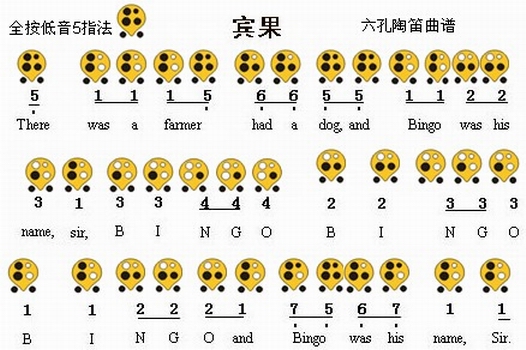 全按低音5指法 宾果 六孔陶笛曲谱
5 1 1 1 5 6 6 5 5 1 1 2 2
There was a farmer had a dog, and Bingo was his
3 1 3 3 4 4 4 2 2 3 3 3
name, sir, B I N G O B I N G O
1 1 2 2 2 1 7 5 6 7 1 1
B I N G O and Bingo was his name, Sir.